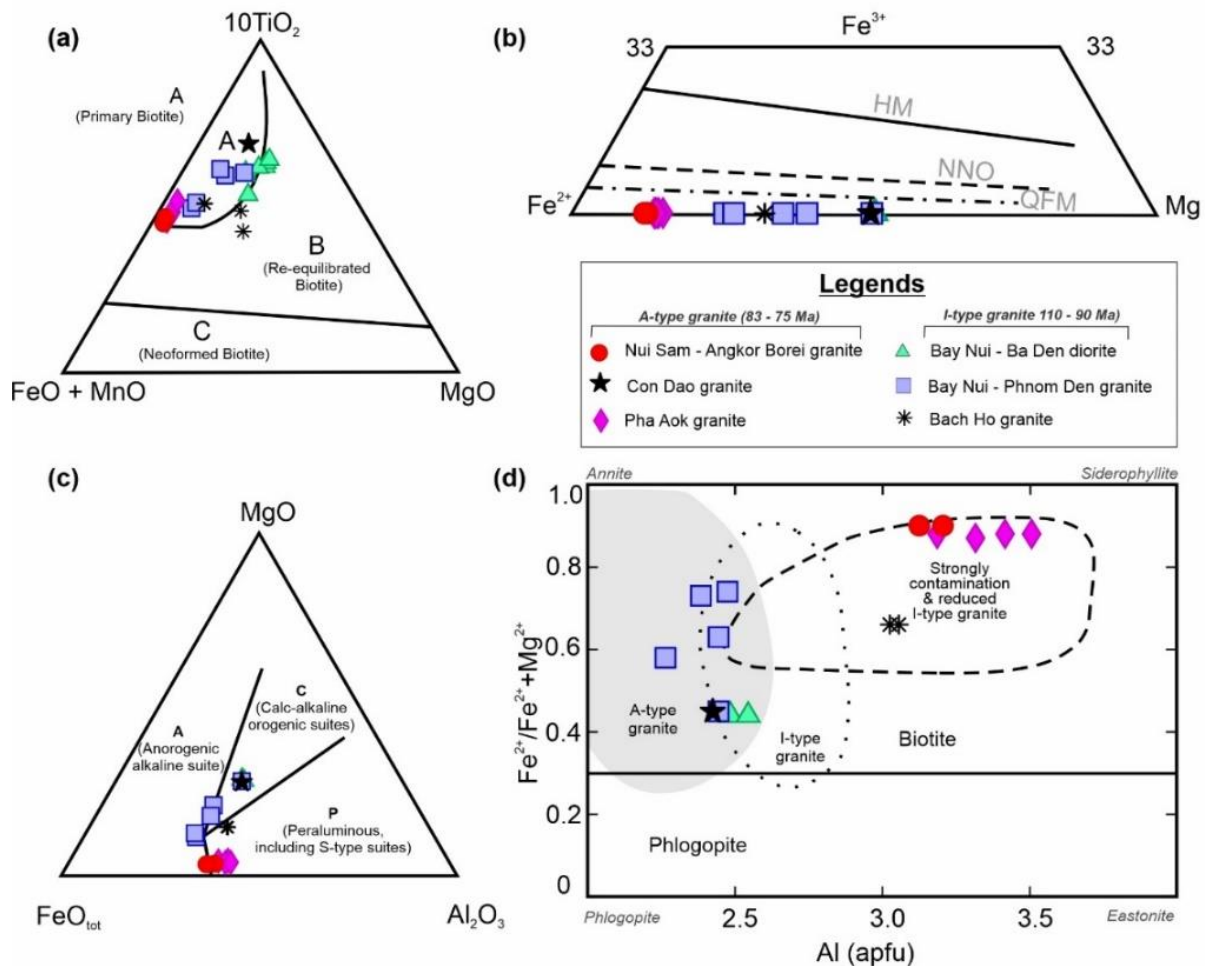 (a)
10TiO₂
A
(Primary Biotite)
A
B
(Re-equilibrated
Biotite)
C
(Neoformed Biotite)
FeO + MnO
MgO
(b)
Fe³⁺
33
33
HM
NNO
QFM
Fe²⁺
Mg
Legends
A-type granite (83 - 75 Ma)
I-type granite 110 - 90 Ma)
Nui Sam - Angkor Borei granite
Bay Nui - Ba Den diorite
Con Dao granite
Bay Nui - Phnom Den granite
Pha Aok granite
Bach Ho granite
(c)
MgO
C
(Calc-alkaline
orogenic suites)
A
(Anorogenic
alkaline suite)
P
(Peraluminous,
including S-type suites)
FeOtot
Al₂O₃
(d)
Annite
Siderophyllite
1.0
0.8
0.6
0.4
0.2
0
Fe²⁺/Fe²⁺+Mg²⁺
Strongly
contamination
& reduced
I-type granite
A-type
granite
I-type
granite
Biotite
Phlogopite
Phlogopite
2.5
3.0
3.5
Eastonite
Al (apfu)